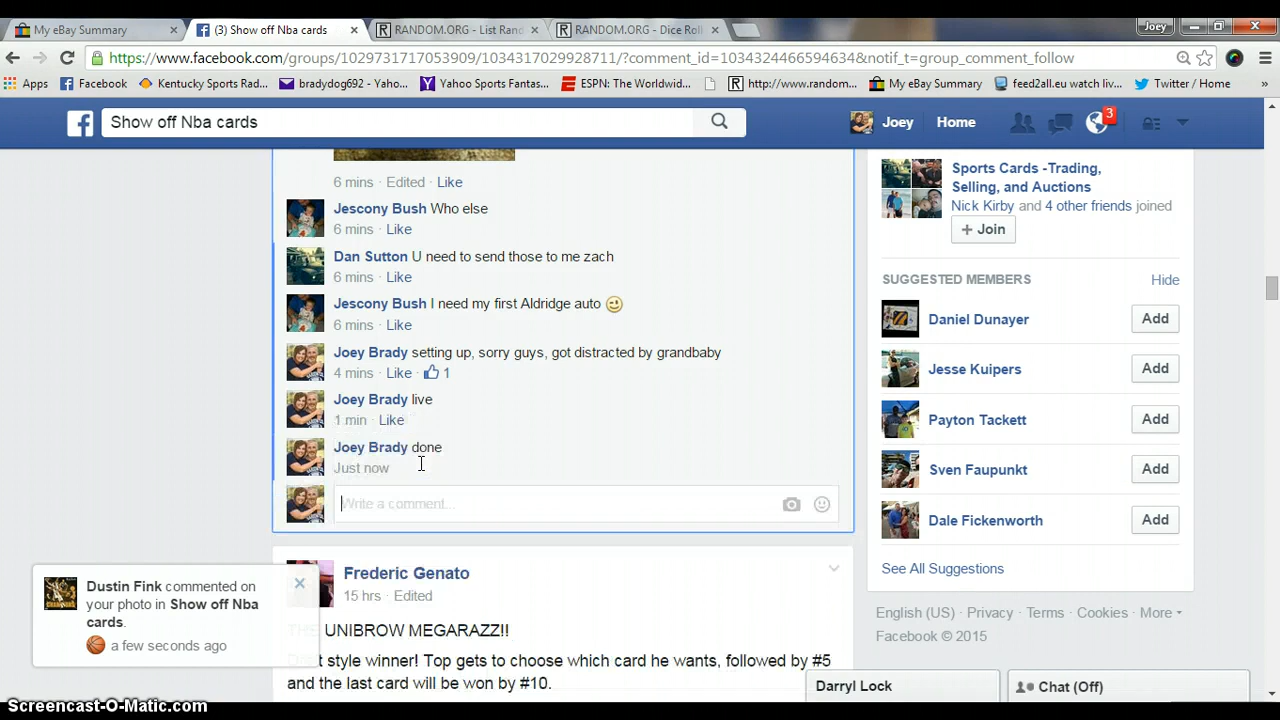 My eBay Summary
(3) Show off Nba cards
RANDOM.ORG - List Rand
RANDOM.ORG - Dice Roll
Joey
https://www.facebook.com/groups/1029731717053909/1034317029928711/?comment_id=1034324466594634&notif_t=group_comment_follow
Apps
Facebook
Kentucky Sports Rad...
bradydog692 - Yaho...
Yahoo Sports Fantas...
ESPN: The Worldwid...
http://www.random...
My eBay Summary
feed2all.eu watch liv...
Twitter / Home
Show off Nba cards
Joey
Home
3
6 mins · Edited · Like
Jescony Bush Who else
6 mins · Like
Dan Sutton U need to send those to me zach
6 mins · Like
Jescony Bush I need my first Aldridge auto
6 mins · Like
Joey Brady setting up, sorry guys, got distracted by grandbaby
4 mins · Like · 1
Joey Brady live
1 min · Like
Joey Brady done
Just now
Write a comment...
Frederic Genato
15 hrs · Edited
UNIBROW MEGARAZZ!!
style winner! Top gets to choose which card he wants, followed by #5
and the last card will be won by #10.
Dustin Fink commented on
your photo in Show off Nba
cards.
a few seconds ago
Sports Cards -Trading,
Selling, and Auctions
Nick Kirby and 4 other friends joined
+ Join
SUGGESTED MEMBERS
Hide
Daniel Dunayer
Add
Jesse Kuipers
Add
Payton Tackett
Add
Sven Faupunkt
Add
Dale Fickenworth
Add
See All Suggestions
English (US) · Privacy · Terms · Cookies · More
Facebook © 2015
Darryl Lock
Chat (Off)
Screencast-O-Matic.com